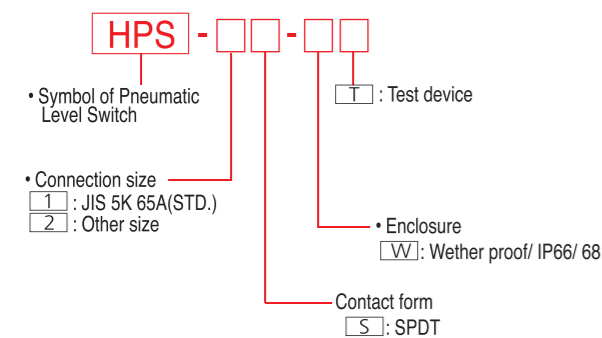 HPS - □□ - □□
• Symbol of Pneumatic
Level Switch
T : Test device
• Connection size
1 : JIS 5K 65A(STD.)
2 : Other size
• Enclosure
W : Wether proof/ IP66/ 68
Contact form
S : SPDT